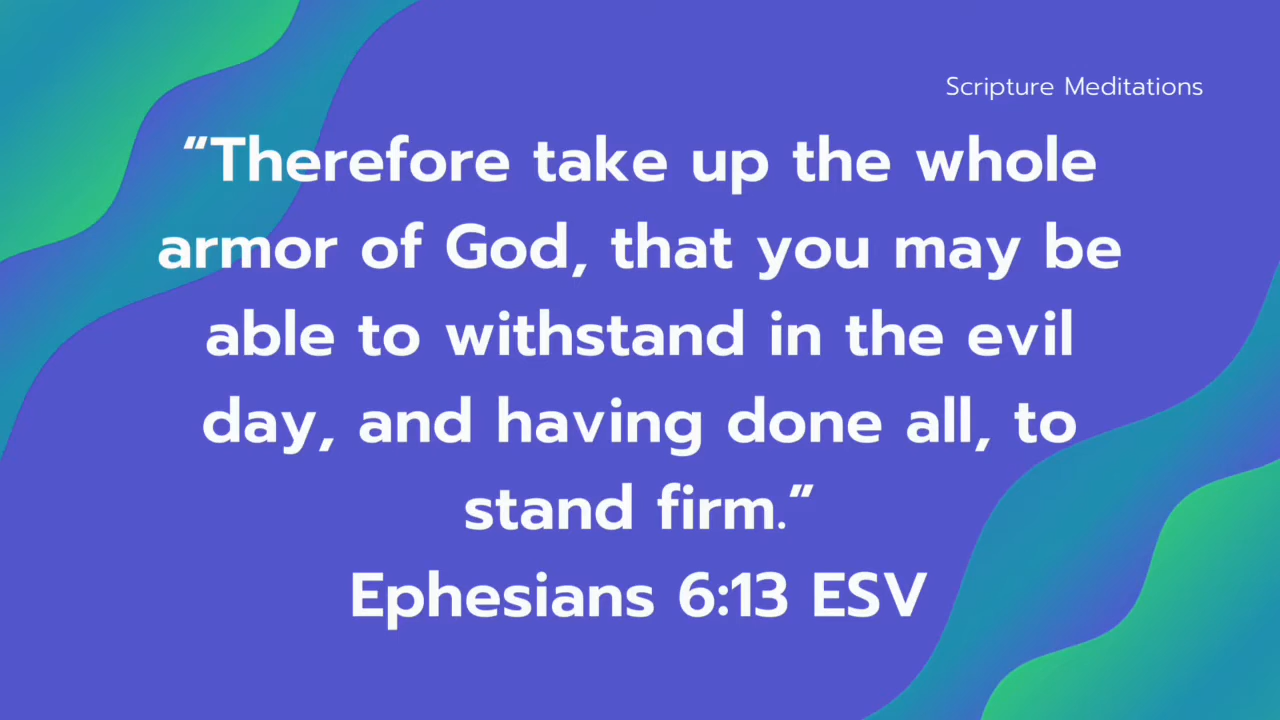 Scripture Meditations
“Therefore take up the whole
armor of God, that you may be
able to withstand in the evil
day, and having done all, to
stand firm.”
Ephesians 6:13 ESV